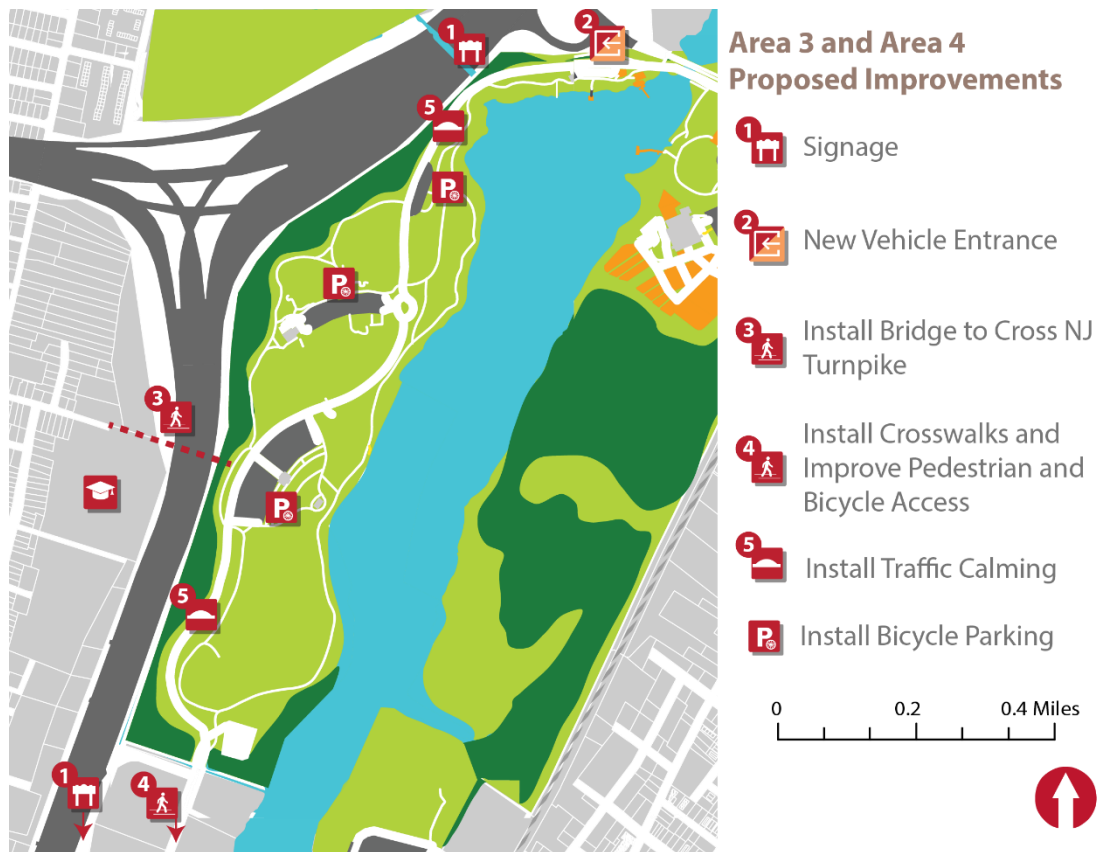 1
2
5
P
P
3
P
5
1
4
Area 3 and Area 4
Proposed Improvements
1
Signage
2
New Vehicle Entrance
3
Install Bridge to Cross NJ
Turnpike
4
Install Crosswalks and
Improve Pedestrian and
Bicycle Access
5
Install Traffic Calming
P
Install Bicycle Parking
0 0.2 0.4 Miles